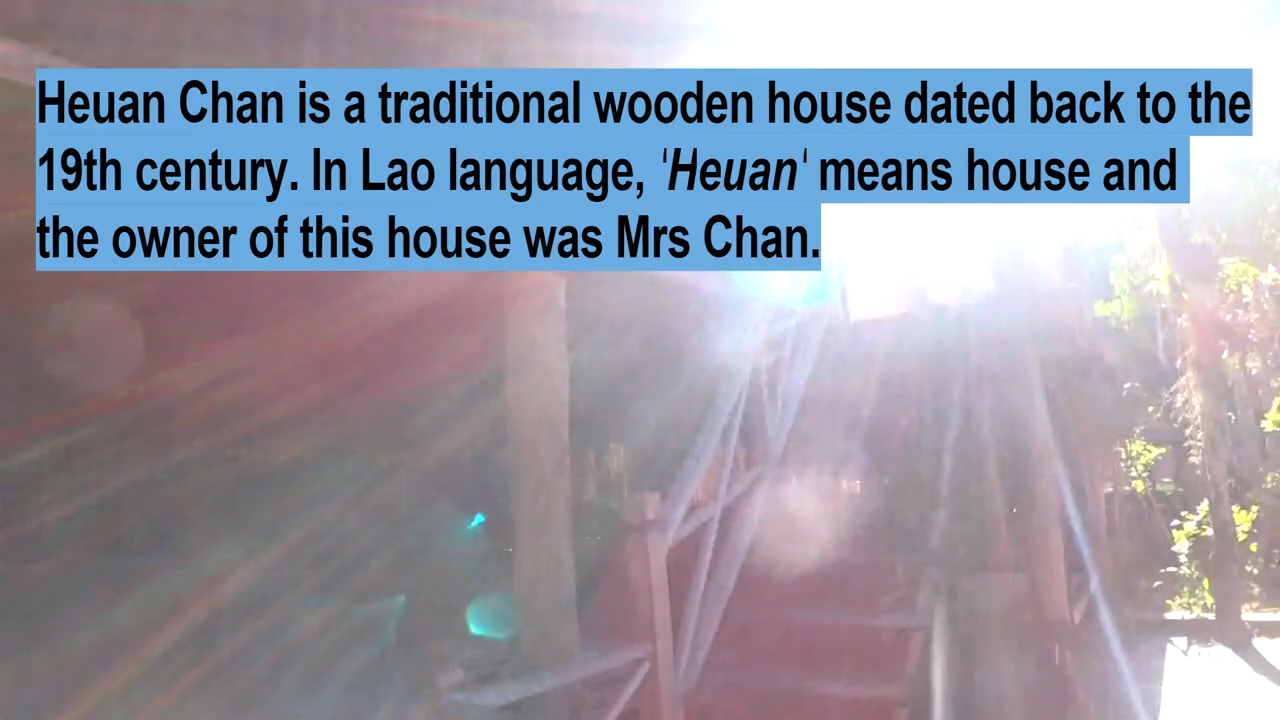 Heuan Chan is a traditional wooden house dated back to the
19th century. In Lao language, 'Heuan' means house and
the owner of this house was Mrs Chan.